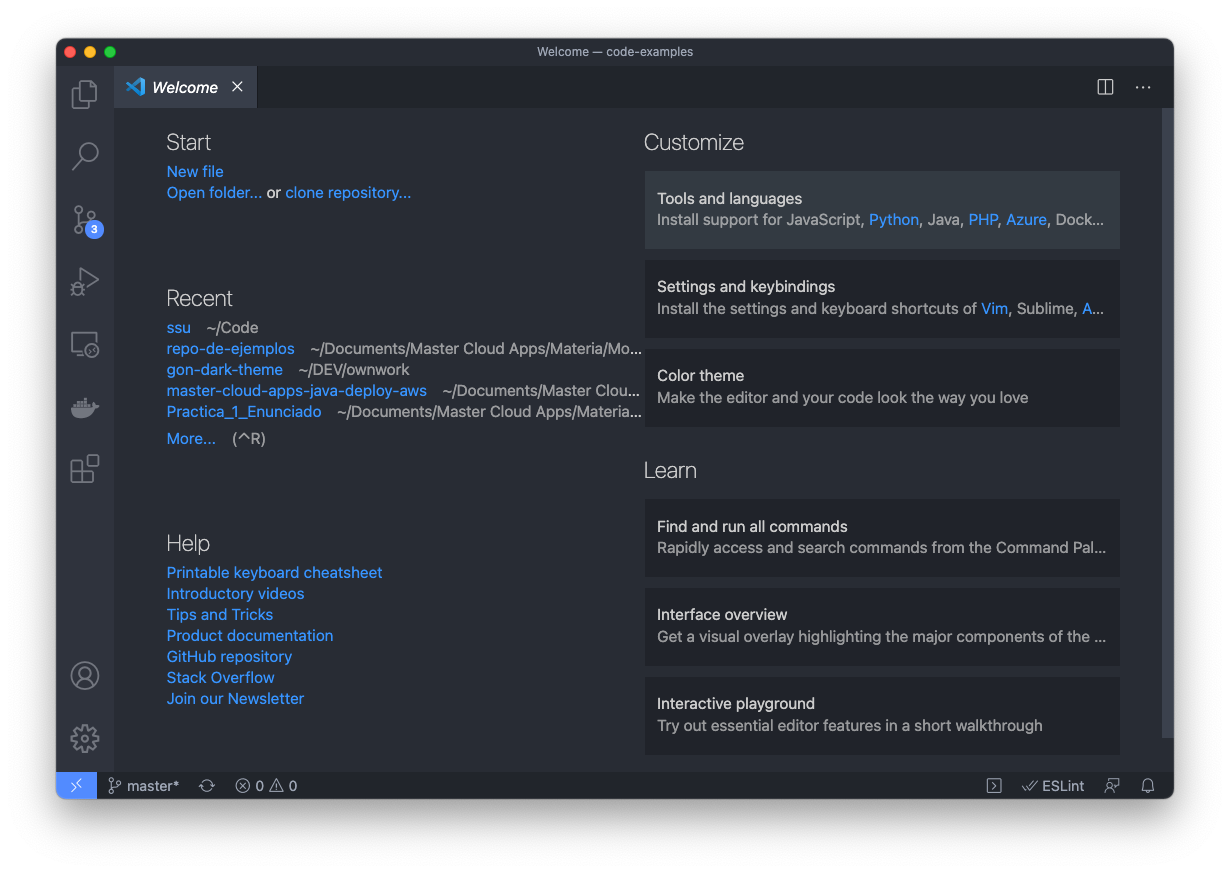 Welcome — code-examples
Welcome
Start
New file
Open folder... or clone repository...
Recent
ssu ~/Code
repo-de-ejemplos ~/Documents/Master Cloud Apps/Materia/Mo...
gon-dark-theme ~/DEV/ownwork
master-cloud-apps-java-deploy-aws ~/Documents/Master Clou...
Practica_1_Enunciado ~/Documents/Master Cloud Apps/Materia...
More... (^R)
Help
Printable keyboard cheatsheet
Introductory videos
Tips and Tricks
Product documentation
GitHub repository
Stack Overflow
Join our Newsletter
Customize
Tools and languages
Install support for JavaScript, Python, Java, PHP, Azure, Dock...
Settings and keybindings
Install the settings and keyboard shortcuts of Vim, Sublime, A...
Color theme
Make the editor and your code look the way you love
Learn
Find and run all commands
Rapidly access and search commands from the Command Pal...
Interface overview
Get a visual overlay highlighting the major components of the ...
Interactive playground
Try out essential editor features in a short walkthrough
3
master* 0 0 ESLint